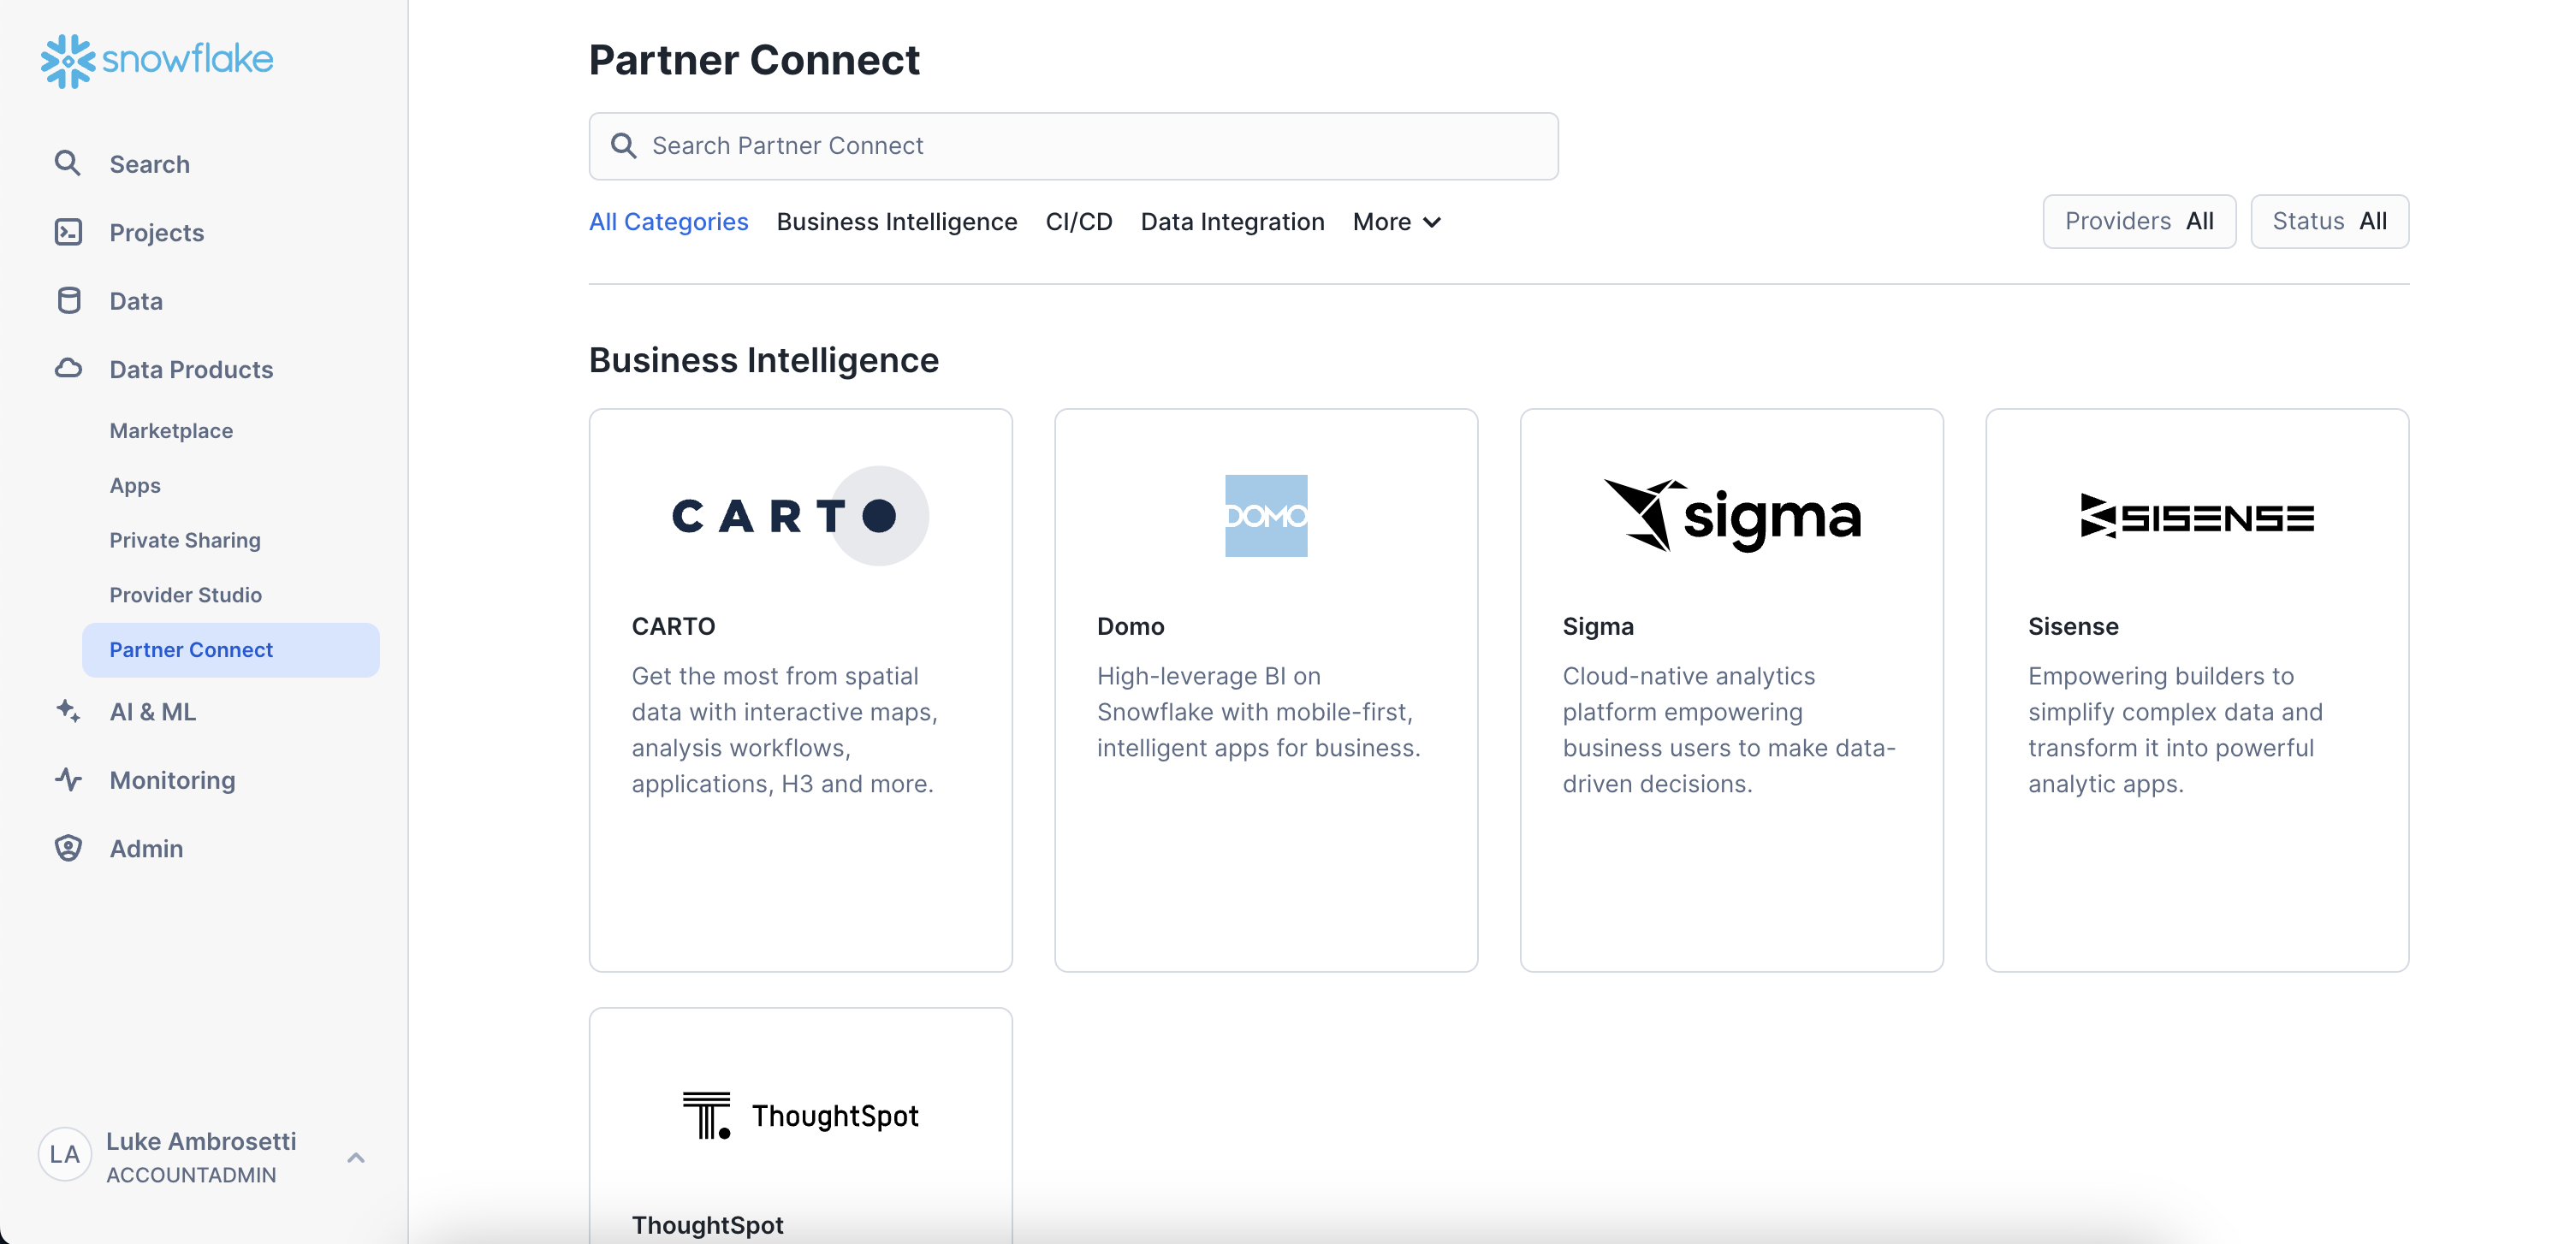 snowflake
Search
Projects
Data
Data Products
Marketplace
Apps
Private Sharing
Provider Studio
Partner Connect
AI & ML
Monitoring
Admin
LA
Luke Ambrosetti
ACCOUNTADMIN
Partner Connect
Search Partner Connect
All Categories Business Intelligence CI/CD Data Integration More
Providers All Status All
Business Intelligence
CARTO
CARTO
Get the most from spatial
data with interactive maps,
analysis workflows,
applications, H3 and more.
DOMO
Domo
High-leverage BI on
Snowflake with mobile-first,
intelligent apps for business.
sigma
Sigma
Cloud-native analytics
platform empowering
business users to make data-
driven decisions.
SISENSE
Sisense
Empowering builders to
simplify complex data and
transform it into powerful
analytic apps.
ThoughtSpot
ThoughtSpot